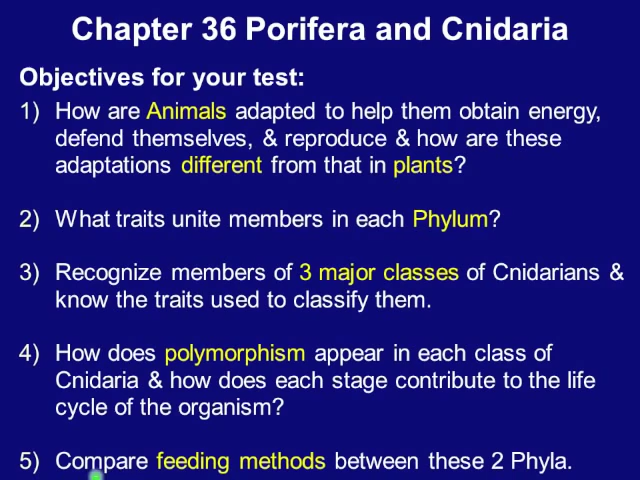 Chapter 36 Porifera and Cnidaria
Objectives for your test:
1) How are Animals adapted to help them obtain energy,
defend themselves, & reproduce & how are these
adaptations different from that in plants?
2) What traits unite members in each Phylum?
3) Recognize members of 3 major classes of Cnidarians &
know the traits used to classify them.
4) How does polymorphism appear in each class of
Cnidaria & how does each stage contribute to the life
cycle of the organism?
5) Compare feeding methods between these 2 Phyla.